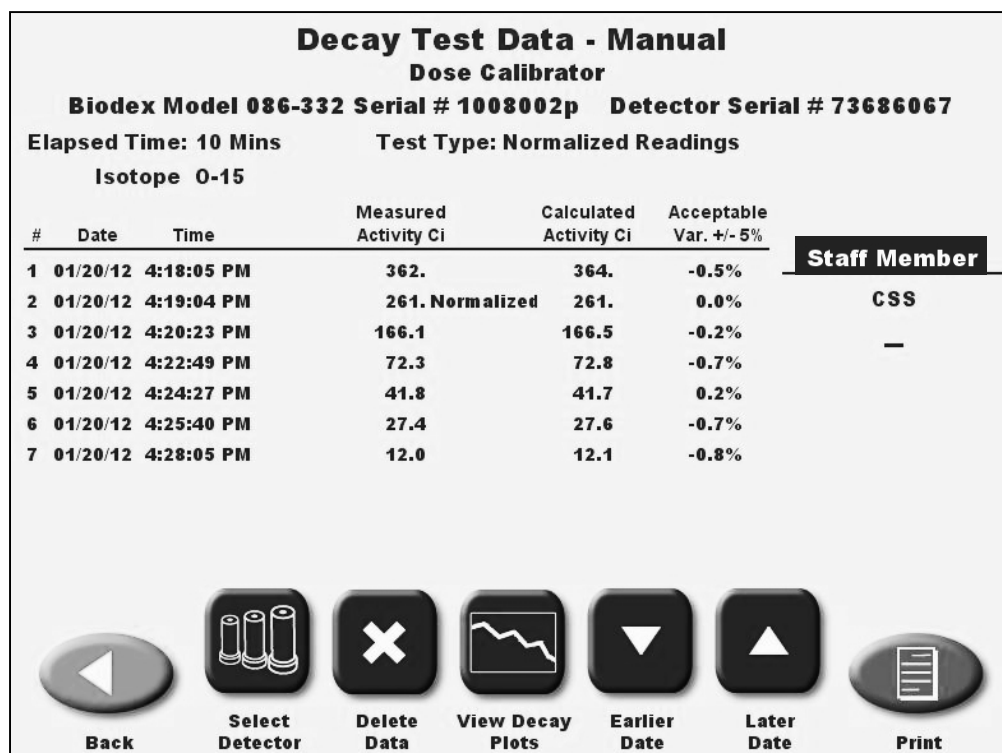 Decay Test Data - Manual
Dose Calibrator
Biodex Model 086-332 Serial # 1008002p Detector Serial # 73686067
Elapsed Time: 10 Mins Test Type: Normalized Readings
Isotope O-15
Measured Calculated Acceptable
# Date Time Activity Ci Activity Ci Var. +/- 5%
Staff Member
1 01/20/12 4:18:05 PM 362. 364. -0.5%
CSS
2 01/20/12 4:19:04 PM 261. Normalized 261. 0.0%
3 01/20/12 4:20:23 PM 166.1 166.5 -0.2%
4 01/20/12 4:22:49 PM 72.3 72.8 -0.7%
5 01/20/12 4:24:27 PM 41.8 41.7 0.2%
6 01/20/12 4:25:40 PM 27.4 27.6 -0.7%
7 01/20/12 4:28:05 PM 12.0 12.1 -0.8%
Select Delete View Decay Earlier Later
Back Detector Data Plots Date Date Print